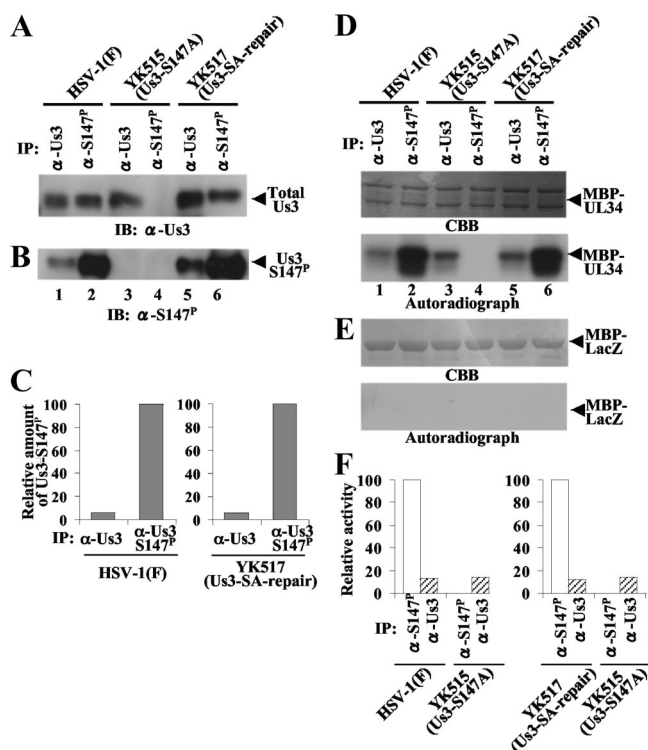 A
HSV-1(F)
YK515
(Us3-S147A)
YK517
(Us3-SA-repair)
IP:
α-Us3
α-S147P
α-Us3
α-S147P
α-Us3
α-S147P
Total
Us3
IB: α-Us3
B
Us3
S147P
1 2 3 4 5 6
IB: α-S147P
C
Relative amount
of Us3-S147P
100
80
60
40
20
0
100
80
60
40
20
0
IP: α-Us3 α-Us3
S147P
α-Us3 α-Us3
S147P
HSV-1(F)
YK517
(Us3-SA-repair)
D
HSV-1(F)
YK515
(Us3-S147A)
YK517
(Us3-SA-repair)
IP:
α-Us3
α-S147P
α-Us3
α-S147P
α-Us3
α-S147P
MBP-
UL34
CBB
MBP-
UL34
1 2 3 4 5 6
Autoradiograph
E
MBP-
LacZ
CBB
MBP-
LacZ
Autoradiograph
F
Relative activity
100
80
60
40
20
0
100
80
60
40
20
0
IP:
α-S147P
α-Us3
α-S147P
α-Us3
α-S147P
α-Us3
α-S147P
α-Us3
HSV-1(F)
YK515
(Us3-S147A)
YK517
(Us3-SA-repair)
YK515
(Us3-S147A)